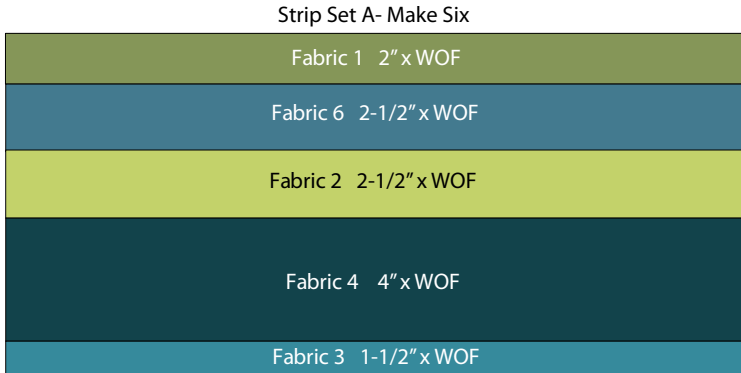 Strip Set A- Make Six
Fabric 1 2” x WOF
Fabric 6 2-1/2” x WOF
Fabric 2 2-1/2” x WOF
Fabric 4 4” x WOF
Fabric 3 1-1/2” x WOF